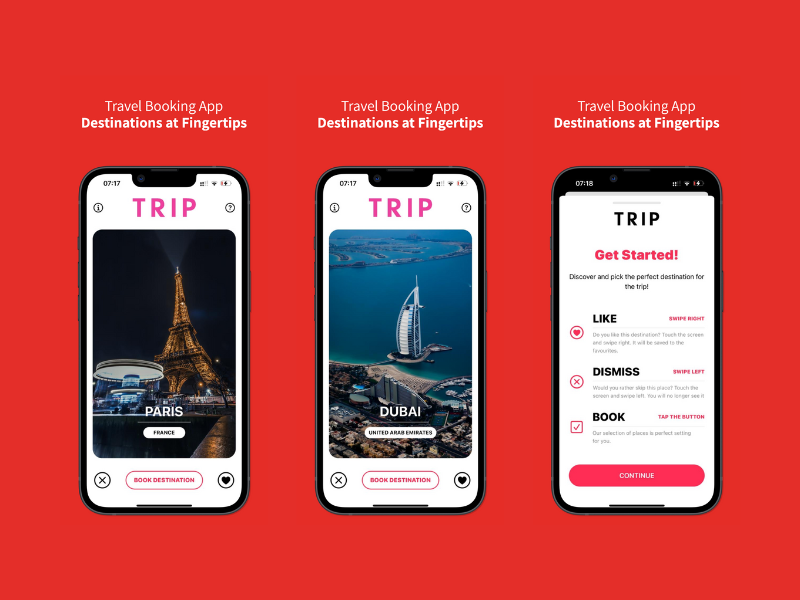 Travel Booking App
Destinations at Fingertips
07:17
TRIP
PARIS
FRANCE
BOOK DESTINATION
Travel Booking App
Destinations at Fingertips
07:17
TRIP
DUBAI
UNITED ARAB EMIRATES
BOOK DESTINATION
Travel Booking App
Destinations at Fingertips
07:18
TRIP
Get Started!
Discover and pick the perfect destination for
the trip!
LIKE SWIPE RIGHT
Do you like this destination? Touch the screen
and swipe right. It will be saved to the
favourites.
DISMISS SWIPE LEFT
Would you rather skip this place? Touch the
screen and swipe left. You will no longer see it
BOOK TAP THE BUTTON
Our selection of places is perfect setting
for you.
CONTINUE